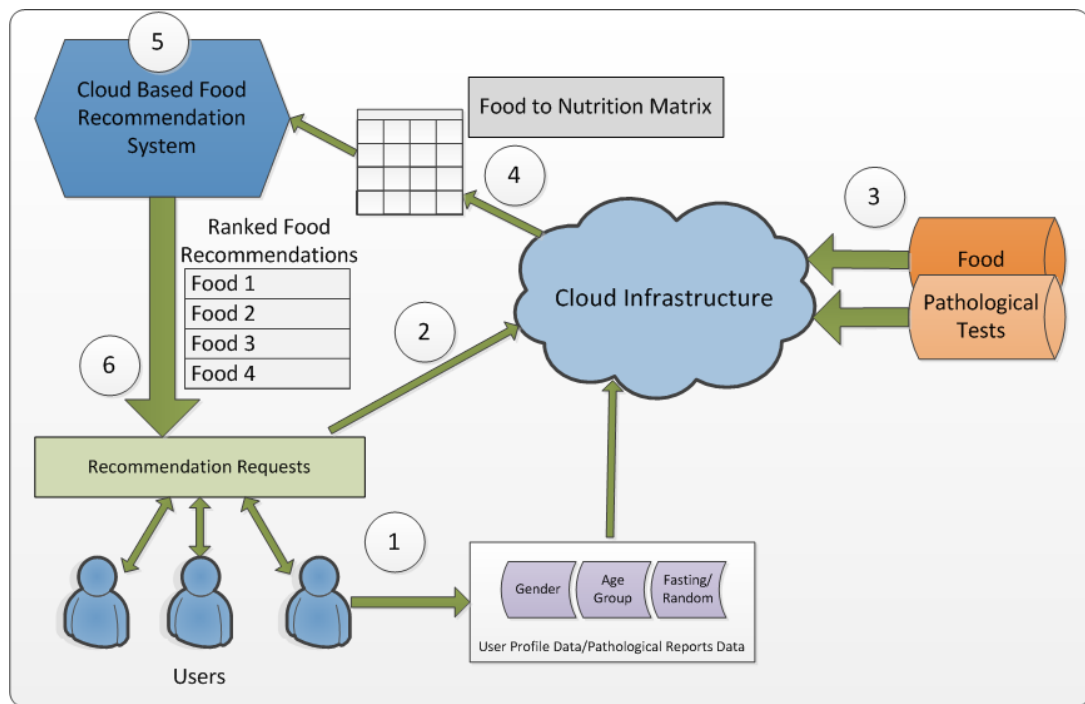 5
Cloud Based Food
Recommendation
System
Food to Nutrition Matrix
4
3
Ranked Food
Recommendations
Food 1
Food 2
Food 3
Food 4
Food
Pathological
Tests
Cloud Infrastructure
2
6
Recommendation Requests
1
Gender
Age
Group
Fasting/
Random
User Profile Data/Pathological Reports Data
Users